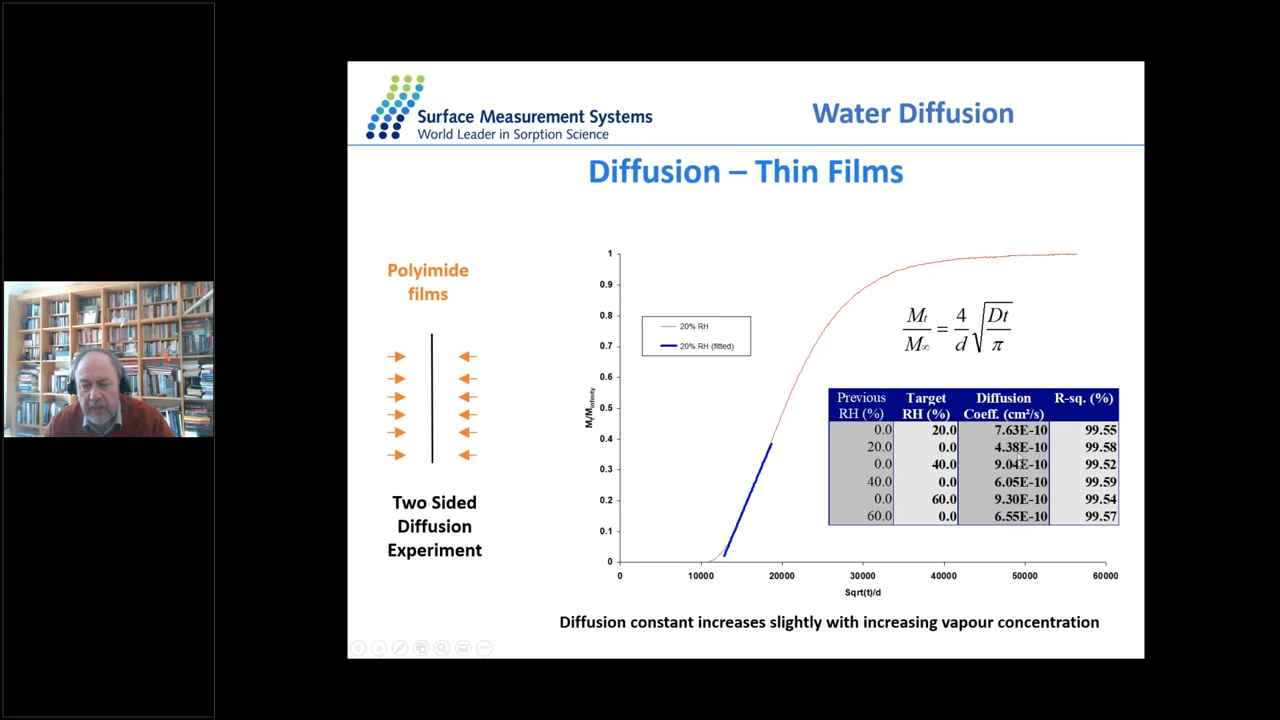 Surface Measurement Systems
World Leader in Sorption Science
Water Diffusion
Diffusion – Thin Films
Polyimide
films
Two Sided
Diffusion
Experiment
1
0.9
0.8
0.7
0.6
0.5
0.4
0.3
0.2
0.1
0
Mt/Minfinity
20% RH
20% RH (fitted)
Mt/M∞ = 4/d √(Dt/π)
Previous RH (%) Target RH (%) Diffusion Coeff. (cm²/s) R-sq. (%)
0.0 20.0 7.63E-10 99.55
20.0 0.0 4.38E-10 99.58
0.0 40.0 9.04E-10 99.52
40.0 0.0 6.05E-10 99.59
0.0 60.0 9.30E-10 99.54
60.0 0.0 6.55E-10 99.57
0 10000 20000 30000 40000 50000 60000
Sqrt(t)/d
Diffusion constant increases slightly with increasing vapour concentration